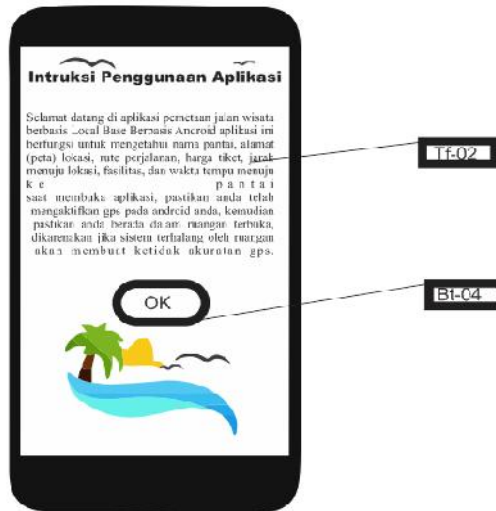 Intruksi Penggunaan Aplikasi
Selamat datang di aplikasi pemetaan jalan wisata
berbasis Local Base Berbasis Android aplikasi ini
berfungsi untuk mengetahui nama pantai, alamat
(peta) lokasi, rute perjalanan, harga tiket, jarak
menuju lokasi, fasilitas, dan waktu tempu menuju
k e p a n t a i
saat membuka aplikasi, pastikan anda telah
mengaktifkan gps pada android anda, kemudian
pastikan anda berada dalam ruangan terbuka,
dikarenakan jika sistem terhalang oleh ruangan
akan membuat ketidak akuratan gps.
OK
Tf-02
Bt-04